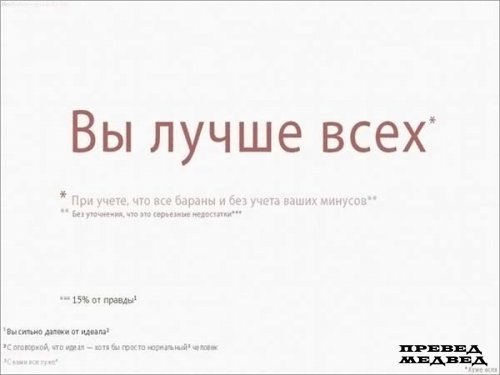 Вы лучше всех*
* При учете, что все бараны и без учета ваших минусов**
** Без уточнения, что это серьезные недостатки***
*** 15% от правды¹
¹ Вы сильно далеки от идеала²
² С оговоркой, что идеал — хотя бы просто нормальный³ человек
ПРЕВЕД
МЕДВЕД
³ С вами все хуже⁴
⁴ Хуже осла